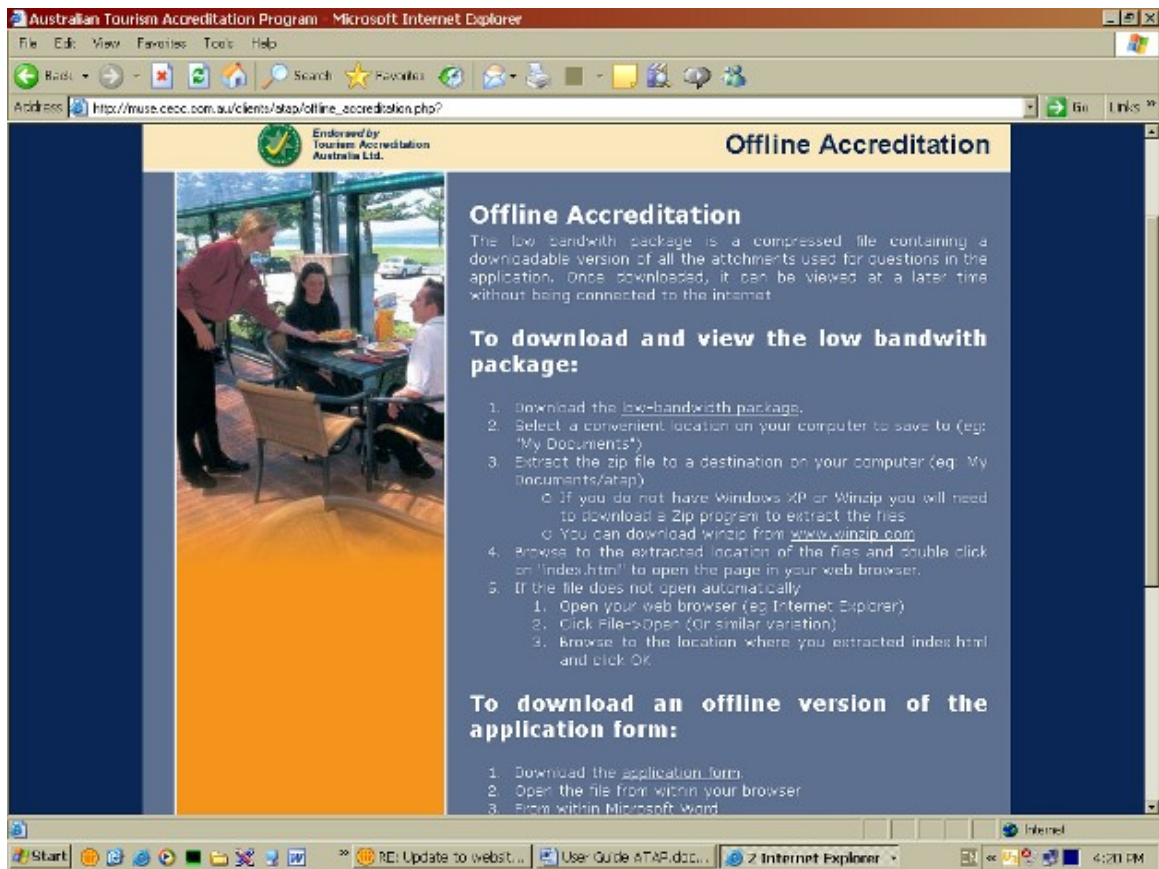 Australian Tourism Accreditation Program - Microsoft Internet Explorer
File Edit View Favorites Tools Help
Back Search Favorites
Address http://muse.cecc.com.au/clients/atap/offline_accreditation.php? Go Links »
Endorsed by
Tourism Accreditation
Australia Ltd.
Offline Accreditation
Offline Accreditation
The low bandwith package is a compressed file containing a
downloadable version of all the attchments used for questions in the
application. Once downloaded, it can be viewed at a later time
without being connected to the internet
To download and view the low bandwith
package:
1. Download the low-bandwidth package.
2. Select a convenient location on your computer to save to (eg:
"My Documents")
3. Extract the zip file to a destination on your computer (eg: My
Documents/atap)
o If you do not have Windows XP or Winzip you will need
to download a Zip program to extract the files
o You can download winzip from www.winzip.com
4. Browse to the extracted location of the files and double click
on "index.html" to open the page in your web browser.
5. If the file does not open automatically
1. Open your web browser (eg Internet Explorer)
2. Click File->Open (Or similar variation)
3. Browse to the location where you extracted index.html
and click OK
To download an offline version of the
application form:
1. Download the application form.
2. Open the file from within your browser
3. From within Microsoft Word
Internet
Start » RE: Update to websit... User Guide ATAP.doc... 2 Internet Explorer EN « 4:20 PM